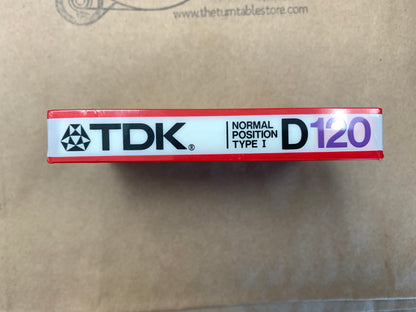 www.theturntablestore.com
TDK®
NORMAL
POSITION
TYPE I
D120